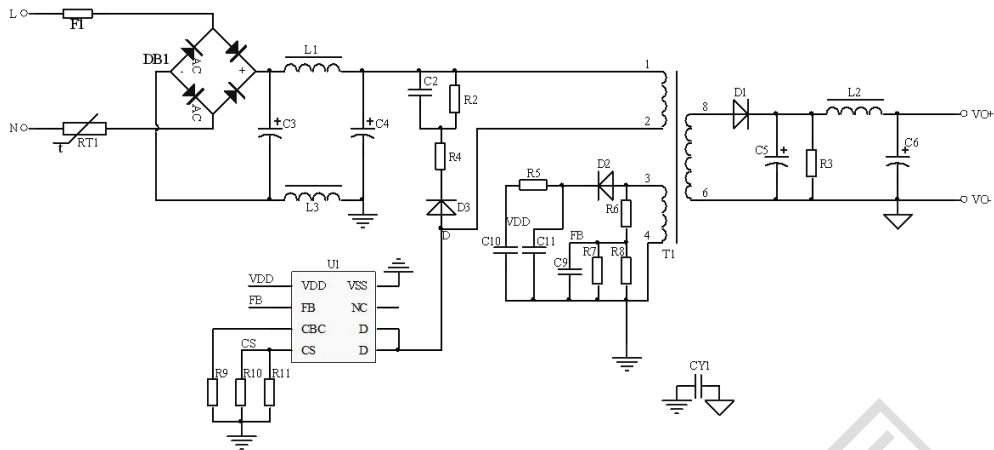 L
F1
DB1
AC
AC
-
+
L1
C2
R2
1
2
8
D1
L2
VO+
N
t
RT1
C3
+
C4
+
R4
L3
D3
D
R5
D2
3
VDD
R6
C10
C11
FB
C9
R7
R8
4
T1
C5
+
R3
C6
+
6
VO-
U1
VDD
VDD
VSS
FB
FB
NC
CBC
D
CS
CS
D
R9
R10
R11
CY1